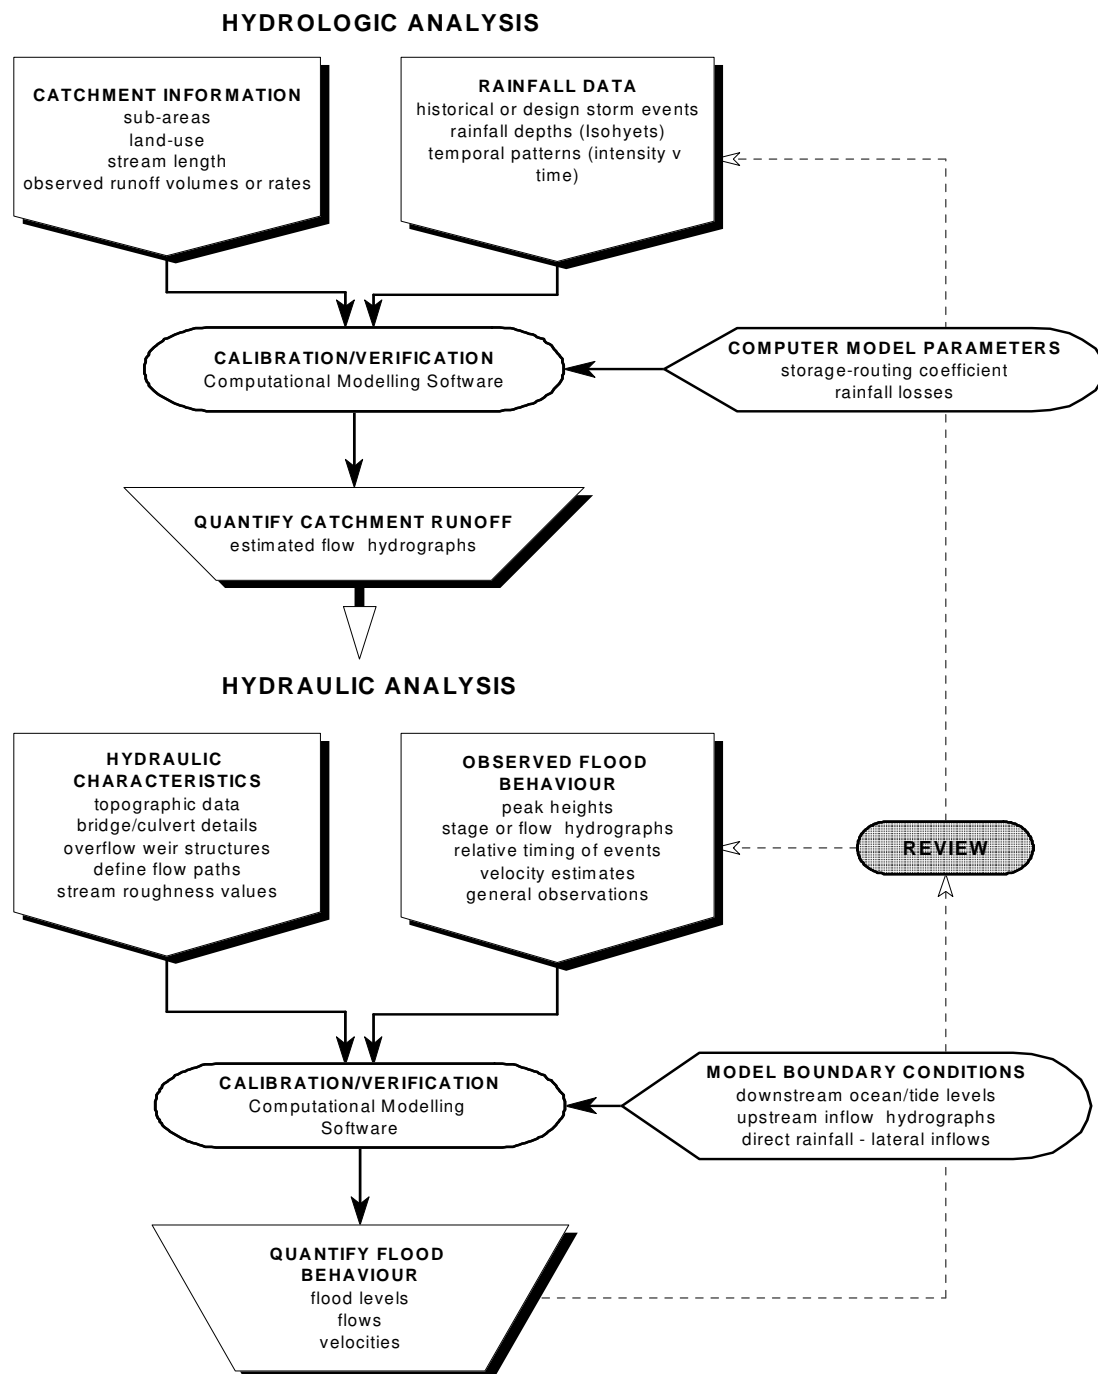 HYDROLOGIC ANALYSIS
CATCHMENT INFORMATION
sub-areas
land-use
stream length
observed runoff volumes or rates
RAINFALL DATA
historical or design storm events
rainfall depths (Isohyets)
temporal patterns (intensity v
time)
CALIBRATION/VERIFICATION
Computational Modelling Software
COMPUTER MODEL PARAMETERS
storage-routing coefficient
rainfall losses
QUANTIFY CATCHMENT RUNOFF
estimated flow hydrographs
HYDRAULIC ANALYSIS
HYDRAULIC
CHARACTERISTICS
topographic data
bridge/culvert details
overflow weir structures
define flow paths
stream roughness values
OBSERVED FLOOD
BEHAVIOUR
peak heights
stage or flow hydrographs
relative timing of events
velocity estimates
general observations
REVIEW
CALIBRATION/VERIFICATION
Computational Modelling
Software
MODEL BOUNDARY CONDITIONS
downstream ocean/tide levels
upstream inflow hydrographs
direct rainfall - lateral inflows
QUANTIFY FLOOD
BEHAVIOUR
flood levels
flows
velocities